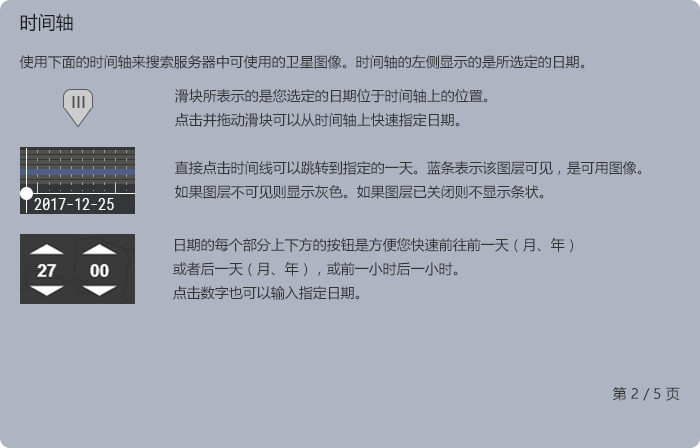 时间轴
使用下面的时间轴来搜索服务器中可使用的卫星图像。时间轴的左侧显示的是所选定的日期。
滑块所表示的是您选定的日期位于时间轴上的位置。
点击并拖动滑块可以从时间轴上快速指定日期。
直接点击时间线可以跳转到指定的一天。蓝条表示该图层可见，是可用图像。
如果图层不可见则显示灰色。如果图层已关闭则不显示条状。
2017-12-25
日期的每个部分上下方的按钮是方便您快速前往前一天（月、年）
或者后一天（月、年），或前一小时后一小时。
27 00
点击数字也可以输入指定日期。
第 2 / 5 页